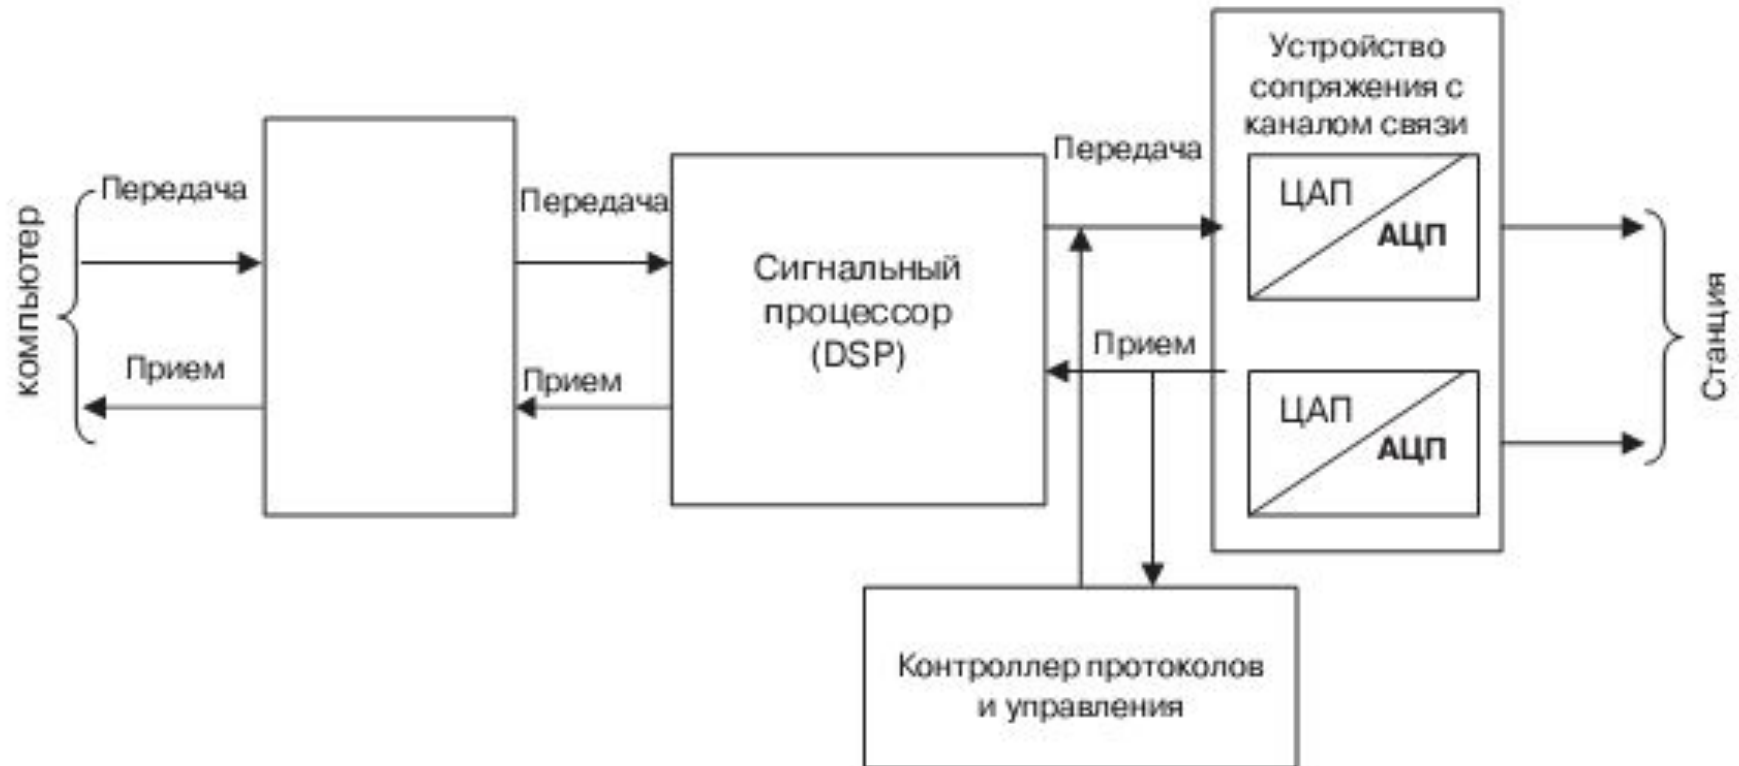 компьютер
Передача
Прием
Передача
Прием
Сигнальный
процессор
(DSP)
Передача
Прием
Устройство
сопряжения с
каналом связи
ЦАП
АЦП
ЦАП
АЦП
Станция
Контроллер протоколов
и управления